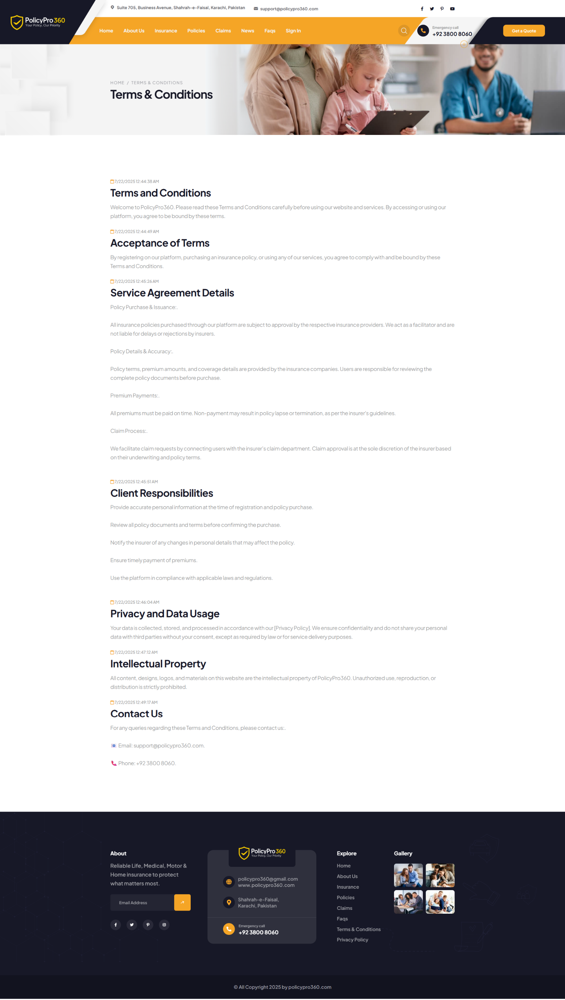 Suite 705, Business Avenue, Shahrah-e-Faisal, Karachi, Pakistan
support@policypro360.com
PolicyPro 360
Your Policy, Our Priority
Home About Us Insurance Policies Claims News Faqs Sign In
Emergency call
+92 3800 8060
Get a Quote
HOME / TERMS & CONDITIONS
Terms & Conditions
7/22/2025 12:44:38 AM
Terms and Conditions
Welcome to PolicyPro360. Please read these Terms and Conditions carefully before using our website and services. By accessing or using our
platform, you agree to be bound by these terms.
7/22/2025 12:44:49 AM
Acceptance of Terms
By registering on our platform, purchasing an insurance policy, or using any of our services, you agree to comply with and be bound by these
Terms and Conditions.
7/22/2025 12:45:26 AM
Service Agreement Details
Policy Purchase & Issuance:.
All insurance policies purchased through our platform are subject to approval by the respective insurance providers. We act as a facilitator and are
not liable for delays or rejections by insurers.
Policy Details & Accuracy:.
Policy terms, premium amounts, and coverage details are provided by the insurance companies. Users are responsible for reviewing the
complete policy documents before purchase.
Premium Payments:.
All premiums must be paid on time. Non-payment may result in policy lapse or termination, as per the insurer's guidelines.
Claim Process:.
We facilitate claim requests by connecting users with the insurer's claim department. Claim approval is at the sole discretion of the insurer based
on their underwriting and policy terms.
7/22/2025 12:45:51 AM
Client Responsibilities
Provide accurate personal information at the time of registration and policy purchase.
Review all policy documents and terms before confirming the purchase.
Notify the insurer of any changes in personal details that may affect the policy.
Ensure timely payment of premiums.
Use the platform in compliance with applicable laws and regulations.
7/22/2025 12:46:04 AM
Privacy and Data Usage
Your data is collected, stored, and processed in accordance with our [Privacy Policy]. We ensure confidentiality and do not share your personal
data with third parties without your consent, except as required by law or for service delivery purposes.
7/22/2025 12:47:12 AM
Intellectual Property
All content, designs, logos, and materials on this website are the intellectual property of PolicyPro360. Unauthorized use, reproduction, or
distribution is strictly prohibited.
7/22/2025 12:49:17 AM
Contact Us
For any queries regarding these Terms and Conditions, please contact us:.
Email: support@policypro360.com.
Phone: +92 3800 8060.
About
Reliable Life, Medical, Motor &
Home insurance to protect
what matters most.
Email Address
PolicyPro 360
Your Policy, Our Priority
policypro360@gmail.com
www.policypro360.com
Shahrah-e-Faisal,
Karachi, Pakistan
Emergency call
+92 3800 8060
Explore
Home
About Us
Insurance
Policies
Claims
Faqs
Terms & Conditions
Privacy Policy
Gallery
© All Copyright 2025 by policypro360.com